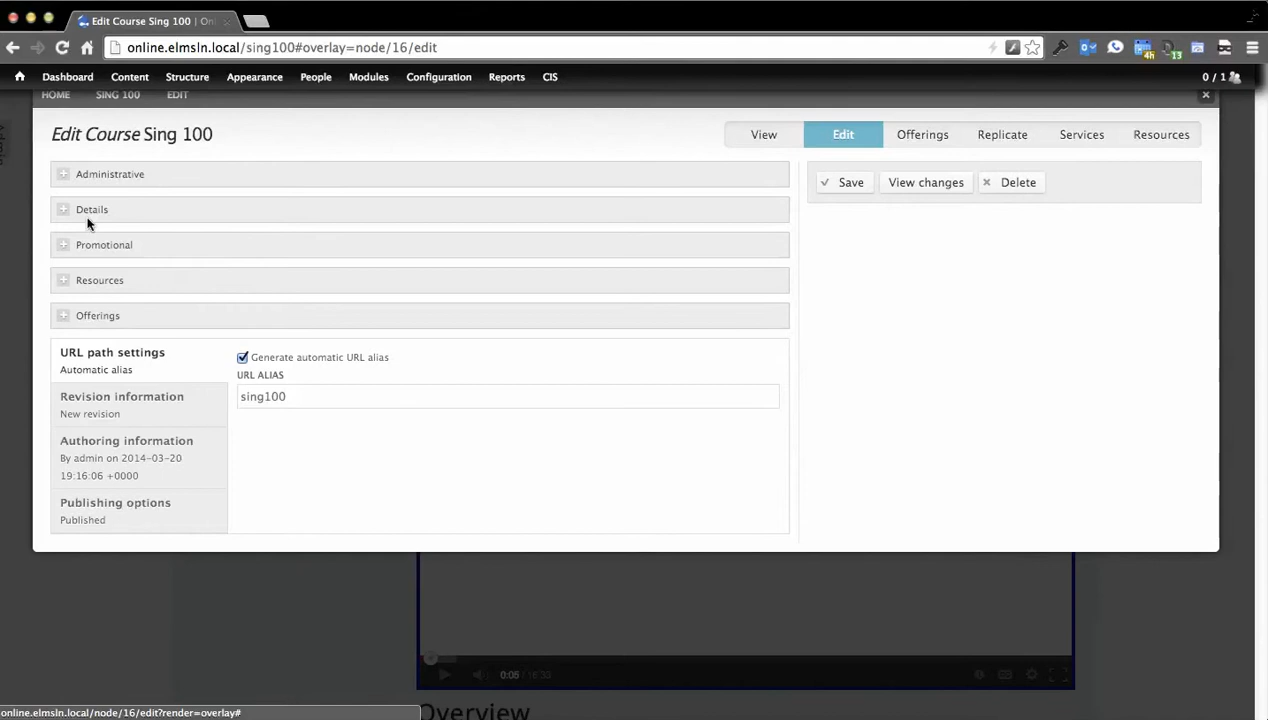 Edit Course Sing 100 | Onl
online.elmsln.local/sing100#overlay=node/16/edit
4h
13
Dashboard Content Structure Appearance People Modules Configuration Reports CIS 0 / 1
HOME SING 100 EDIT
Edit Course Sing 100
View Edit Offerings Replicate Services Resources
Administrative
Save View changes Delete
Details
Promotional
Resources
Offerings
URL path settings
Automatic alias
Generate automatic URL alias
URL ALIAS
sing100
Revision information
New revision
Authoring information
By admin on 2014-03-20
19:16:06 +0000
Publishing options
Published
Overview
online.elmsln.local/node/16/edit?render=overlay#